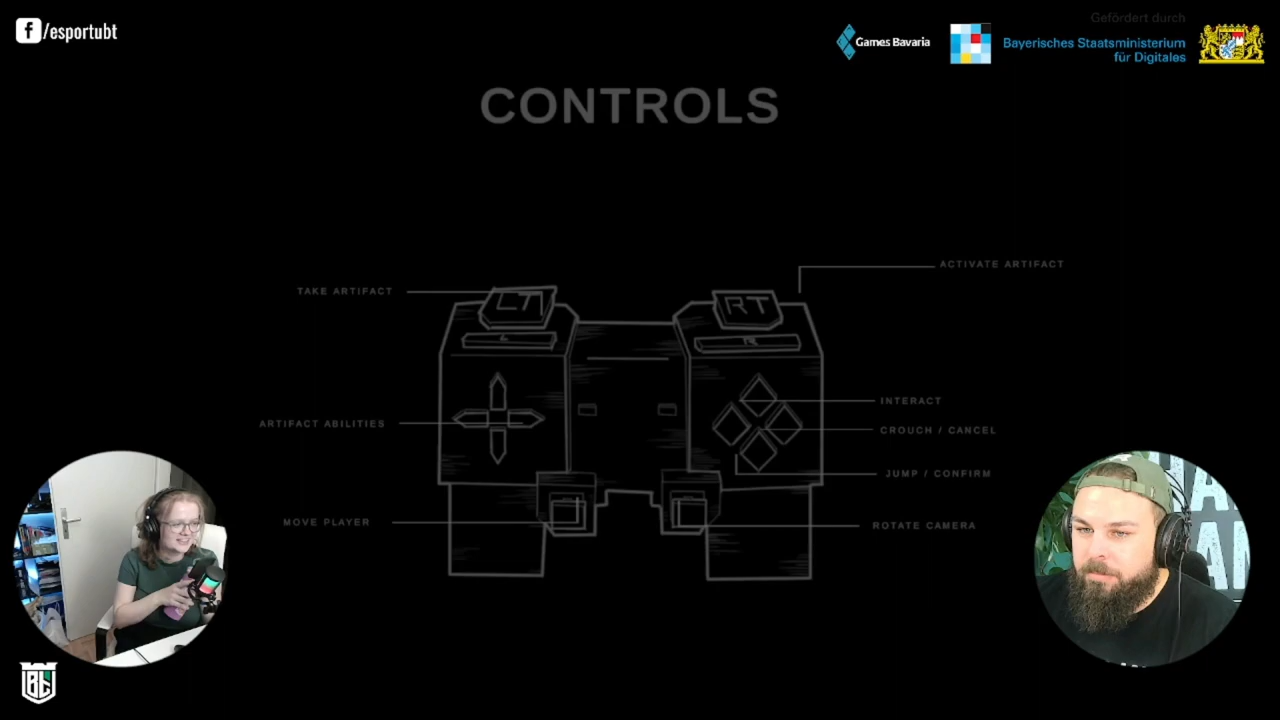 /esportubt
Gefördert durch
Games Bavaria
Bayerisches Staatsministerium
für Digitales
CONTROLS
ACTIVATE ARTIFACT
TAKE ARTIFACT
LT
RT
L
R
INTERACT
ARTIFACT ABILITIES
CROUCH / CANCEL
JUMP / CONFIRM
MOVE PLAYER
ROTATE CAMERA